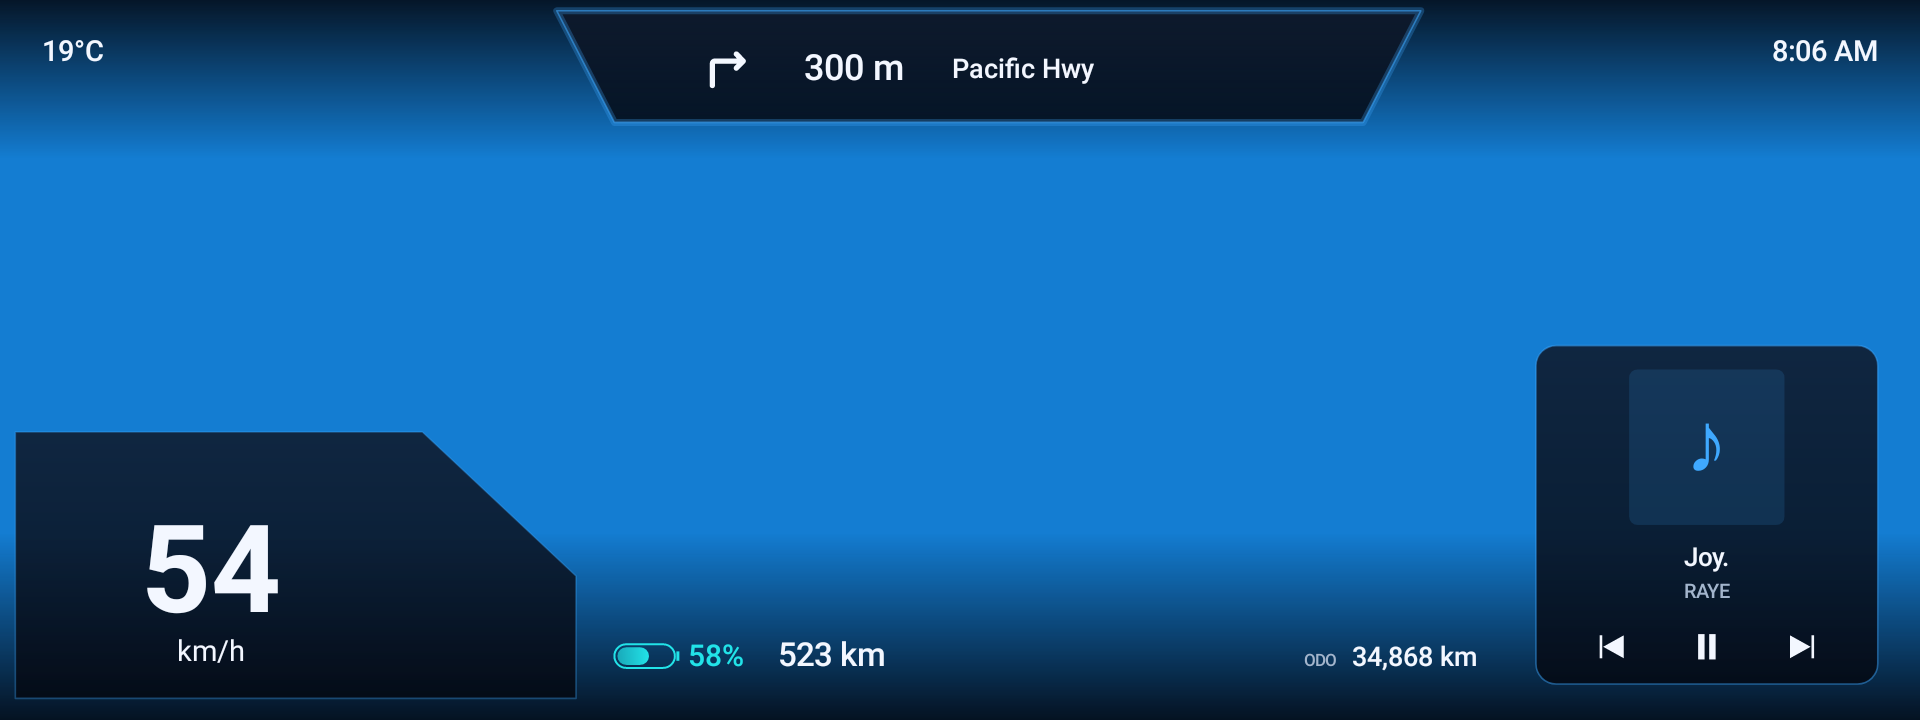 19°C
300 m
Pacific Hwy
8:06 AM
54
km/h
58%
523 km
ODO 34,868 km
Joy.
RAYE